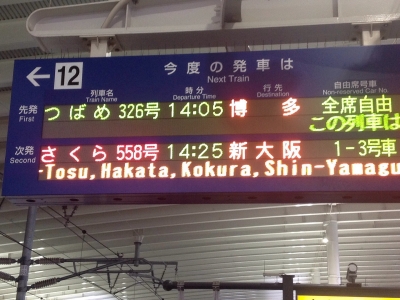 ← 12 今度の発車は
Next Train
列車名 時分 行先 自由席号車
Train Name Departure Time Destination Non-reserved Car No.
先発 つばめ 326号 14:05 博多 全席自由
First この列車は
次発 さくら 558号 14:25 新大阪 1-3号車
Second -Tosu,Hakata,Kokura,Shin-Yamagu